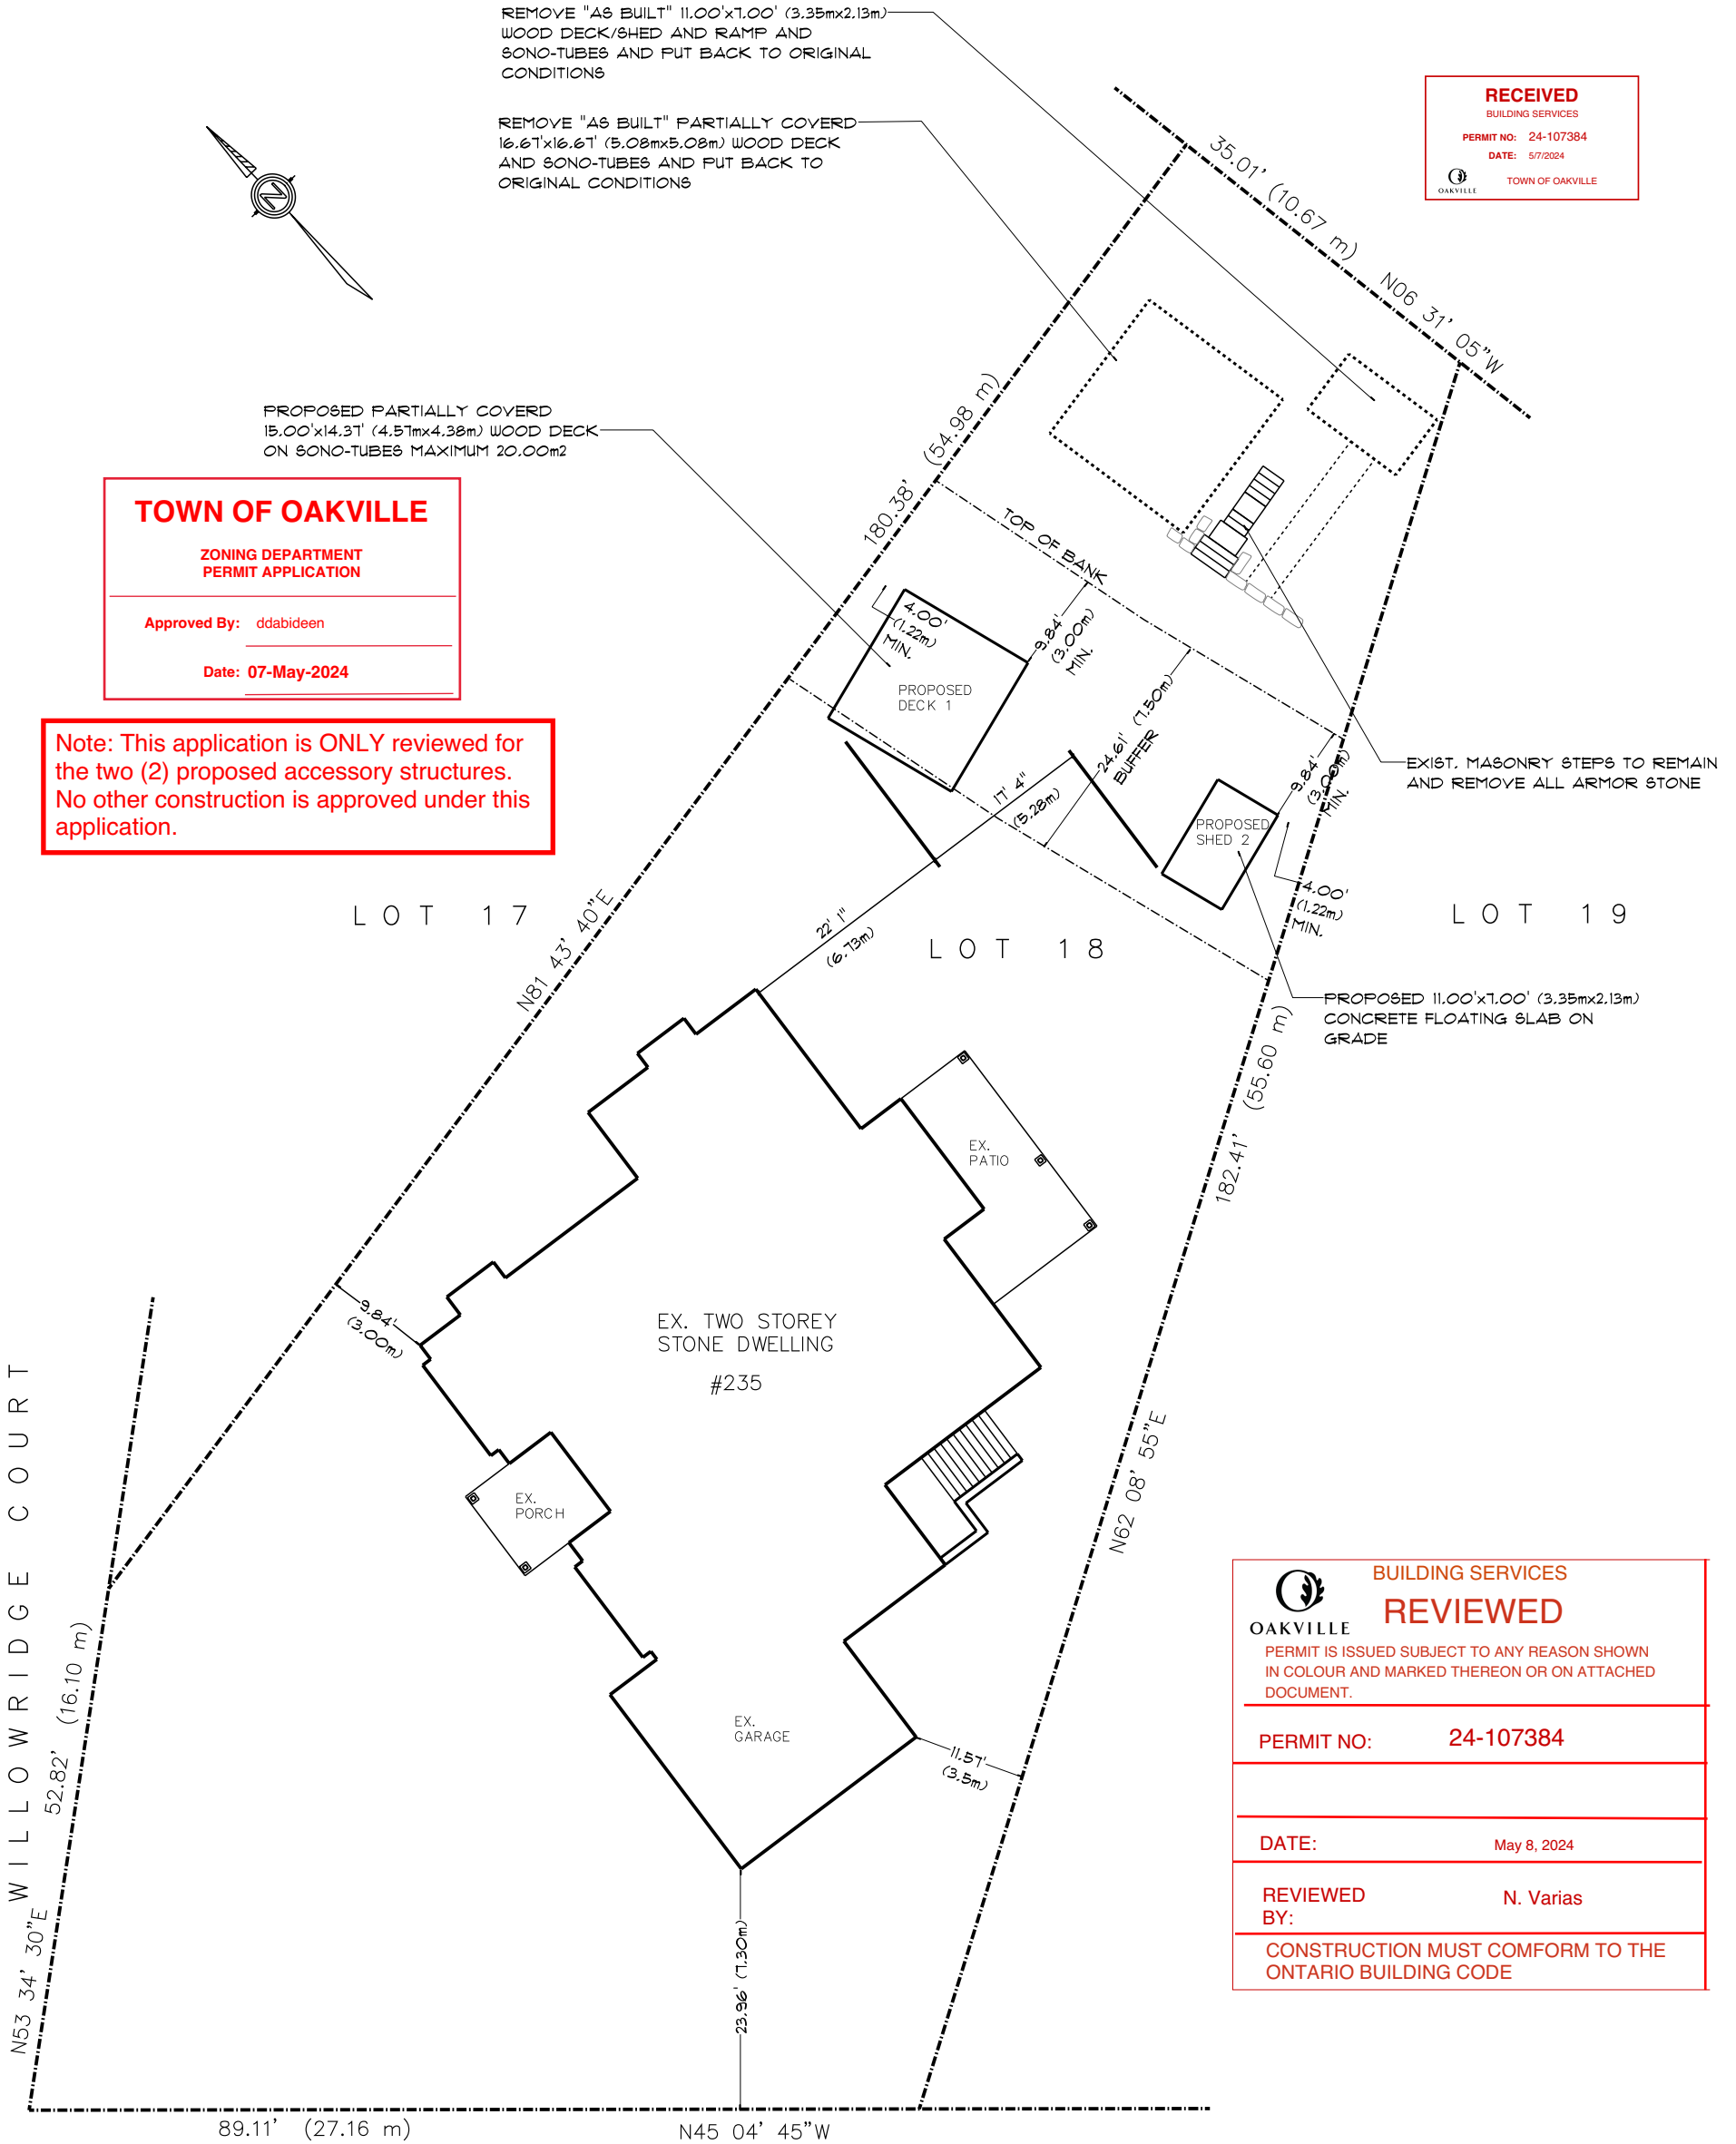 REMOVE "AS BUILT" 11.00'x7.00' (3.35mx2.13m)
WOOD DECK/SHED AND RAMP AND
SONO-TUBES AND PUT BACK TO ORIGINAL
CONDITIONS
REMOVE "AS BUILT" PARTIALLY COVERD
16.67'x16.67' (5.08mx5.08m) WOOD DECK
AND SONO-TUBES AND PUT BACK TO
ORIGINAL CONDITIONS
RECEIVED
BUILDING SERVICES
PERMIT NO: 24-107384
DATE: 5/7/2024
OAKVILLE
TOWN OF OAKVILLE
N
35.01' (10.67 m) N06 31' 05"W
PROPOSED PARTIALLY COVERD
15.00'x14.37' (4.57mx4.38m) WOOD DECK
ON SONO-TUBES MAXIMUM 20.00m2
180.38' (54.98 m)
TOWN OF OAKVILLE
ZONING DEPARTMENT
PERMIT APPLICATION
Approved By: ddabideen
Date: 07-May-2024
TOP OF BANK
4.00'
(1.22m)
MIN.
9.84'
(3.00m)
MIN.
PROPOSED
DECK 1
24.61' (7.50m)
BUFFER
Note: This application is ONLY reviewed for
the two (2) proposed accessory structures.
No other construction is approved under this
application.
17' 4"
(5.28m)
9.84'
(3.00m)
MIN.
EXIST. MASONRY STEPS TO REMAIN
AND REMOVE ALL ARMOR STONE
PROPOSED
SHED 2
4.00'
(1.22m)
MIN.
LOT 17
N81 43' 40"E
22' 1"
(6.73m)
LOT 18
LOT 19
PROPOSED 11.00'x7.00' (3.35mx2.13m)
CONCRETE FLOATING SLAB ON
GRADE
182.41' (55.60 m)
EX.
PATIO
9.84'
(3.00m)
EX. TWO STOREY
STONE DWELLING
#235
N62 08' 55"E
EX.
PORCH
WILLOWRIDGE COURT
52.82' (16.10 m)
N53 34' 30"E
EX.
GARAGE
11.57'
(3.5m)
23.96' (7.30m)
OAKVILLE
BUILDING SERVICES
REVIEWED
PERMIT IS ISSUED SUBJECT TO ANY REASON SHOWN
IN COLOUR AND MARKED THEREON OR ON ATTACHED
DOCUMENT.
PERMIT NO: 24-107384
DATE: May 8, 2024
REVIEWED
BY: N. Varias
CONSTRUCTION MUST COMFORM TO THE
ONTARIO BUILDING CODE
89.11' (27.16 m) N45 04' 45"W